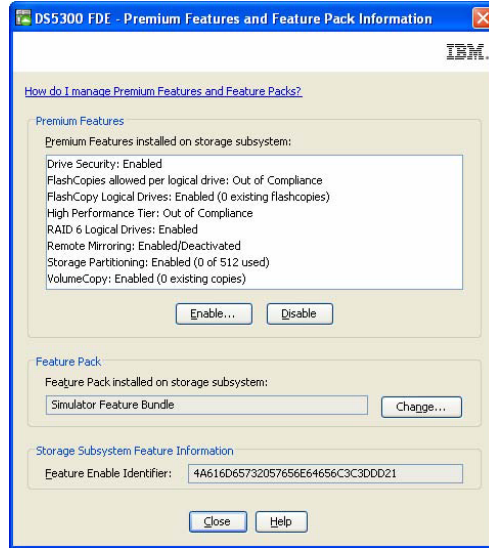 DS5300 FDE - Premium Features and Feature Pack Information
IBM.
How do I manage Premium Features and Feature Packs?
Premium Features
Premium Features installed on storage subsystem:
Drive Security: Enabled
FlashCopies allowed per logical drive: Out of Compliance
FlashCopy Logical Drives: Enabled (0 existing flashcopies)
High Performance Tier: Out of Compliance
RAID 6 Logical Drives: Enabled
Remote Mirroring: Enabled/Deactivated
Storage Partitioning: Enabled (0 of 512 used)
VolumeCopy: Enabled (0 existing copies)
Enable... Disable
Feature Pack
Feature Pack installed on storage subsystem:
Simulator Feature Bundle Change...
Storage Subsystem Feature Information
Feature Enable Identifier: 4A616D65732057656E64656C3C3DDD21
Close Help